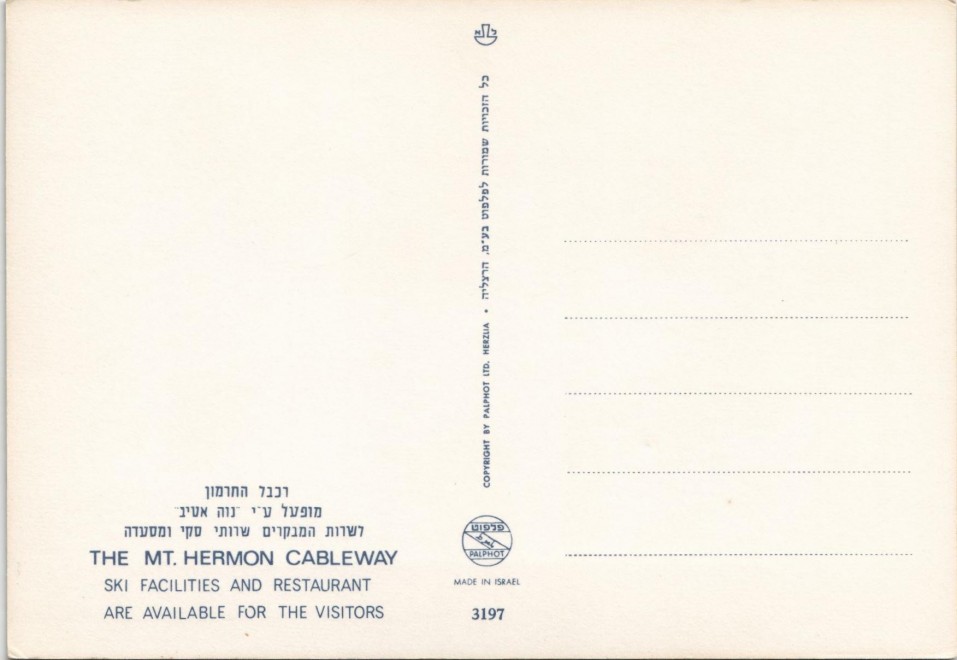 רכבל החרמון
מופעל ע״י ״נוה אטיב״
לשרות המבקרים שרותי סקי ומסעדה
THE MT. HERMON CABLEWAY
SKI FACILITIES AND RESTAURANT
ARE AVAILABLE FOR THE VISITORS
כל הזכויות שמורות לפלפוט בע״מ, הרצליה • COPYRIGHT BY PALPHOT LTD. HERZLIA
פלפוט
PALPHOT
MADE IN ISRAEL
3197